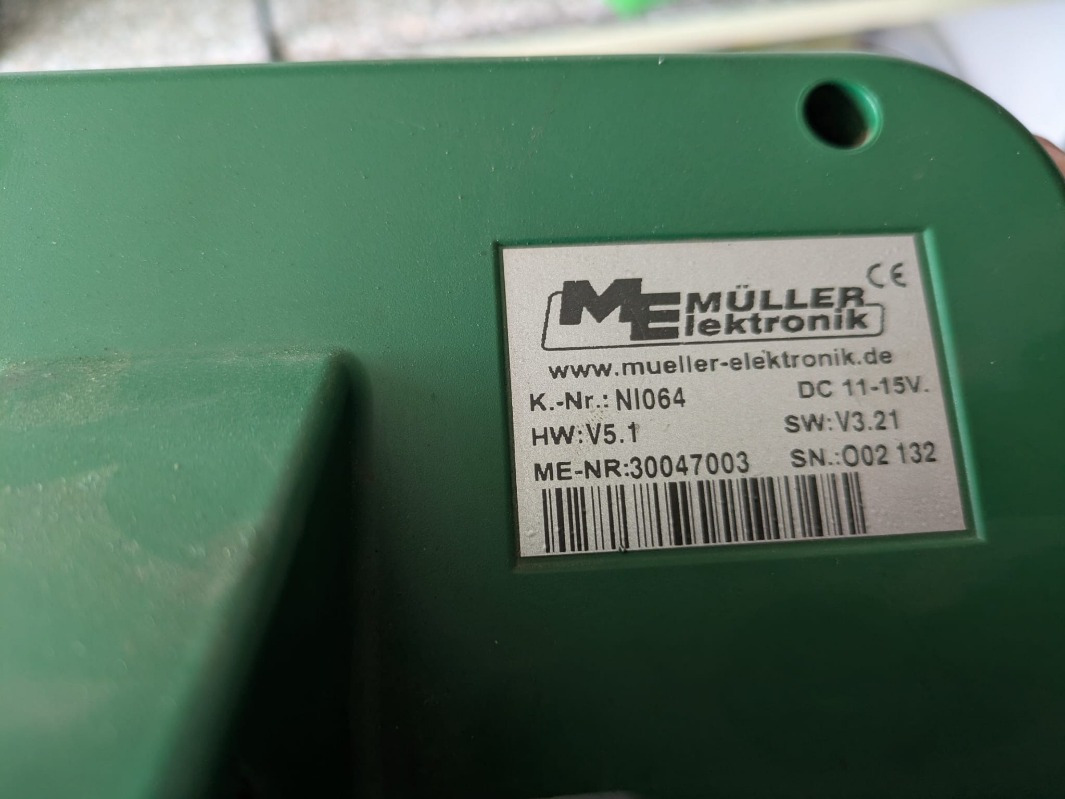 CE
ME MÜLLER
Elektronik
www.mueller-elektronik.de
K.-Nr.: NI064 DC 11-15V.
HW:V5.1 SW:V3.21
ME-NR:30047003 SN.:O02 132